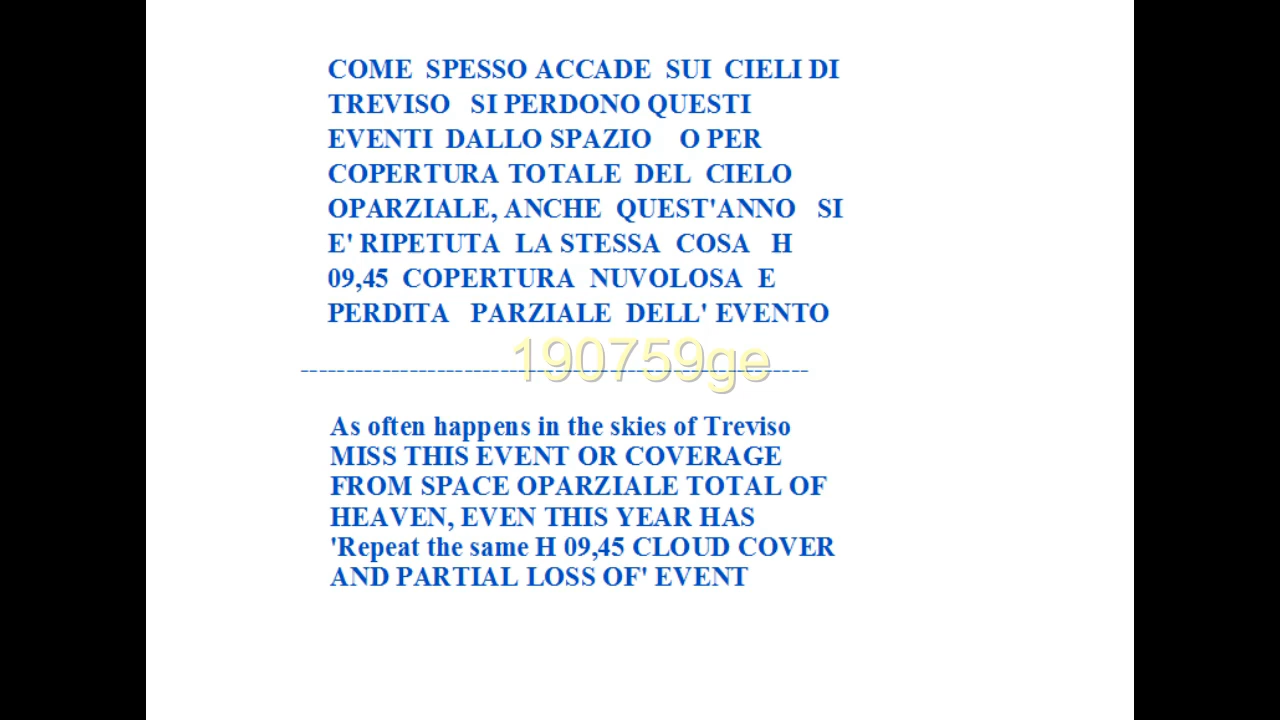 COME SPESSO ACCADE SUI CIELI DI
TREVISO SI PERDONO QUESTI
EVENTI DALLO SPAZIO O PER
COPERTURA TOTALE DEL CIELO
OPARZIALE, ANCHE QUEST'ANNO SI
E' RIPETUTA LA STESSA COSA H
09,45 COPERTURA NUVOLOSA E
PERDITA PARZIALE DELL' EVENTO
190759ge
--------------------------------------------------------
As often happens in the skies of Treviso
MISS THIS EVENT OR COVERAGE
FROM SPACE OPARZIALE TOTAL OF
HEAVEN, EVEN THIS YEAR HAS
'Repeat the same H 09,45 CLOUD COVER
AND PARTIAL LOSS OF' EVENT